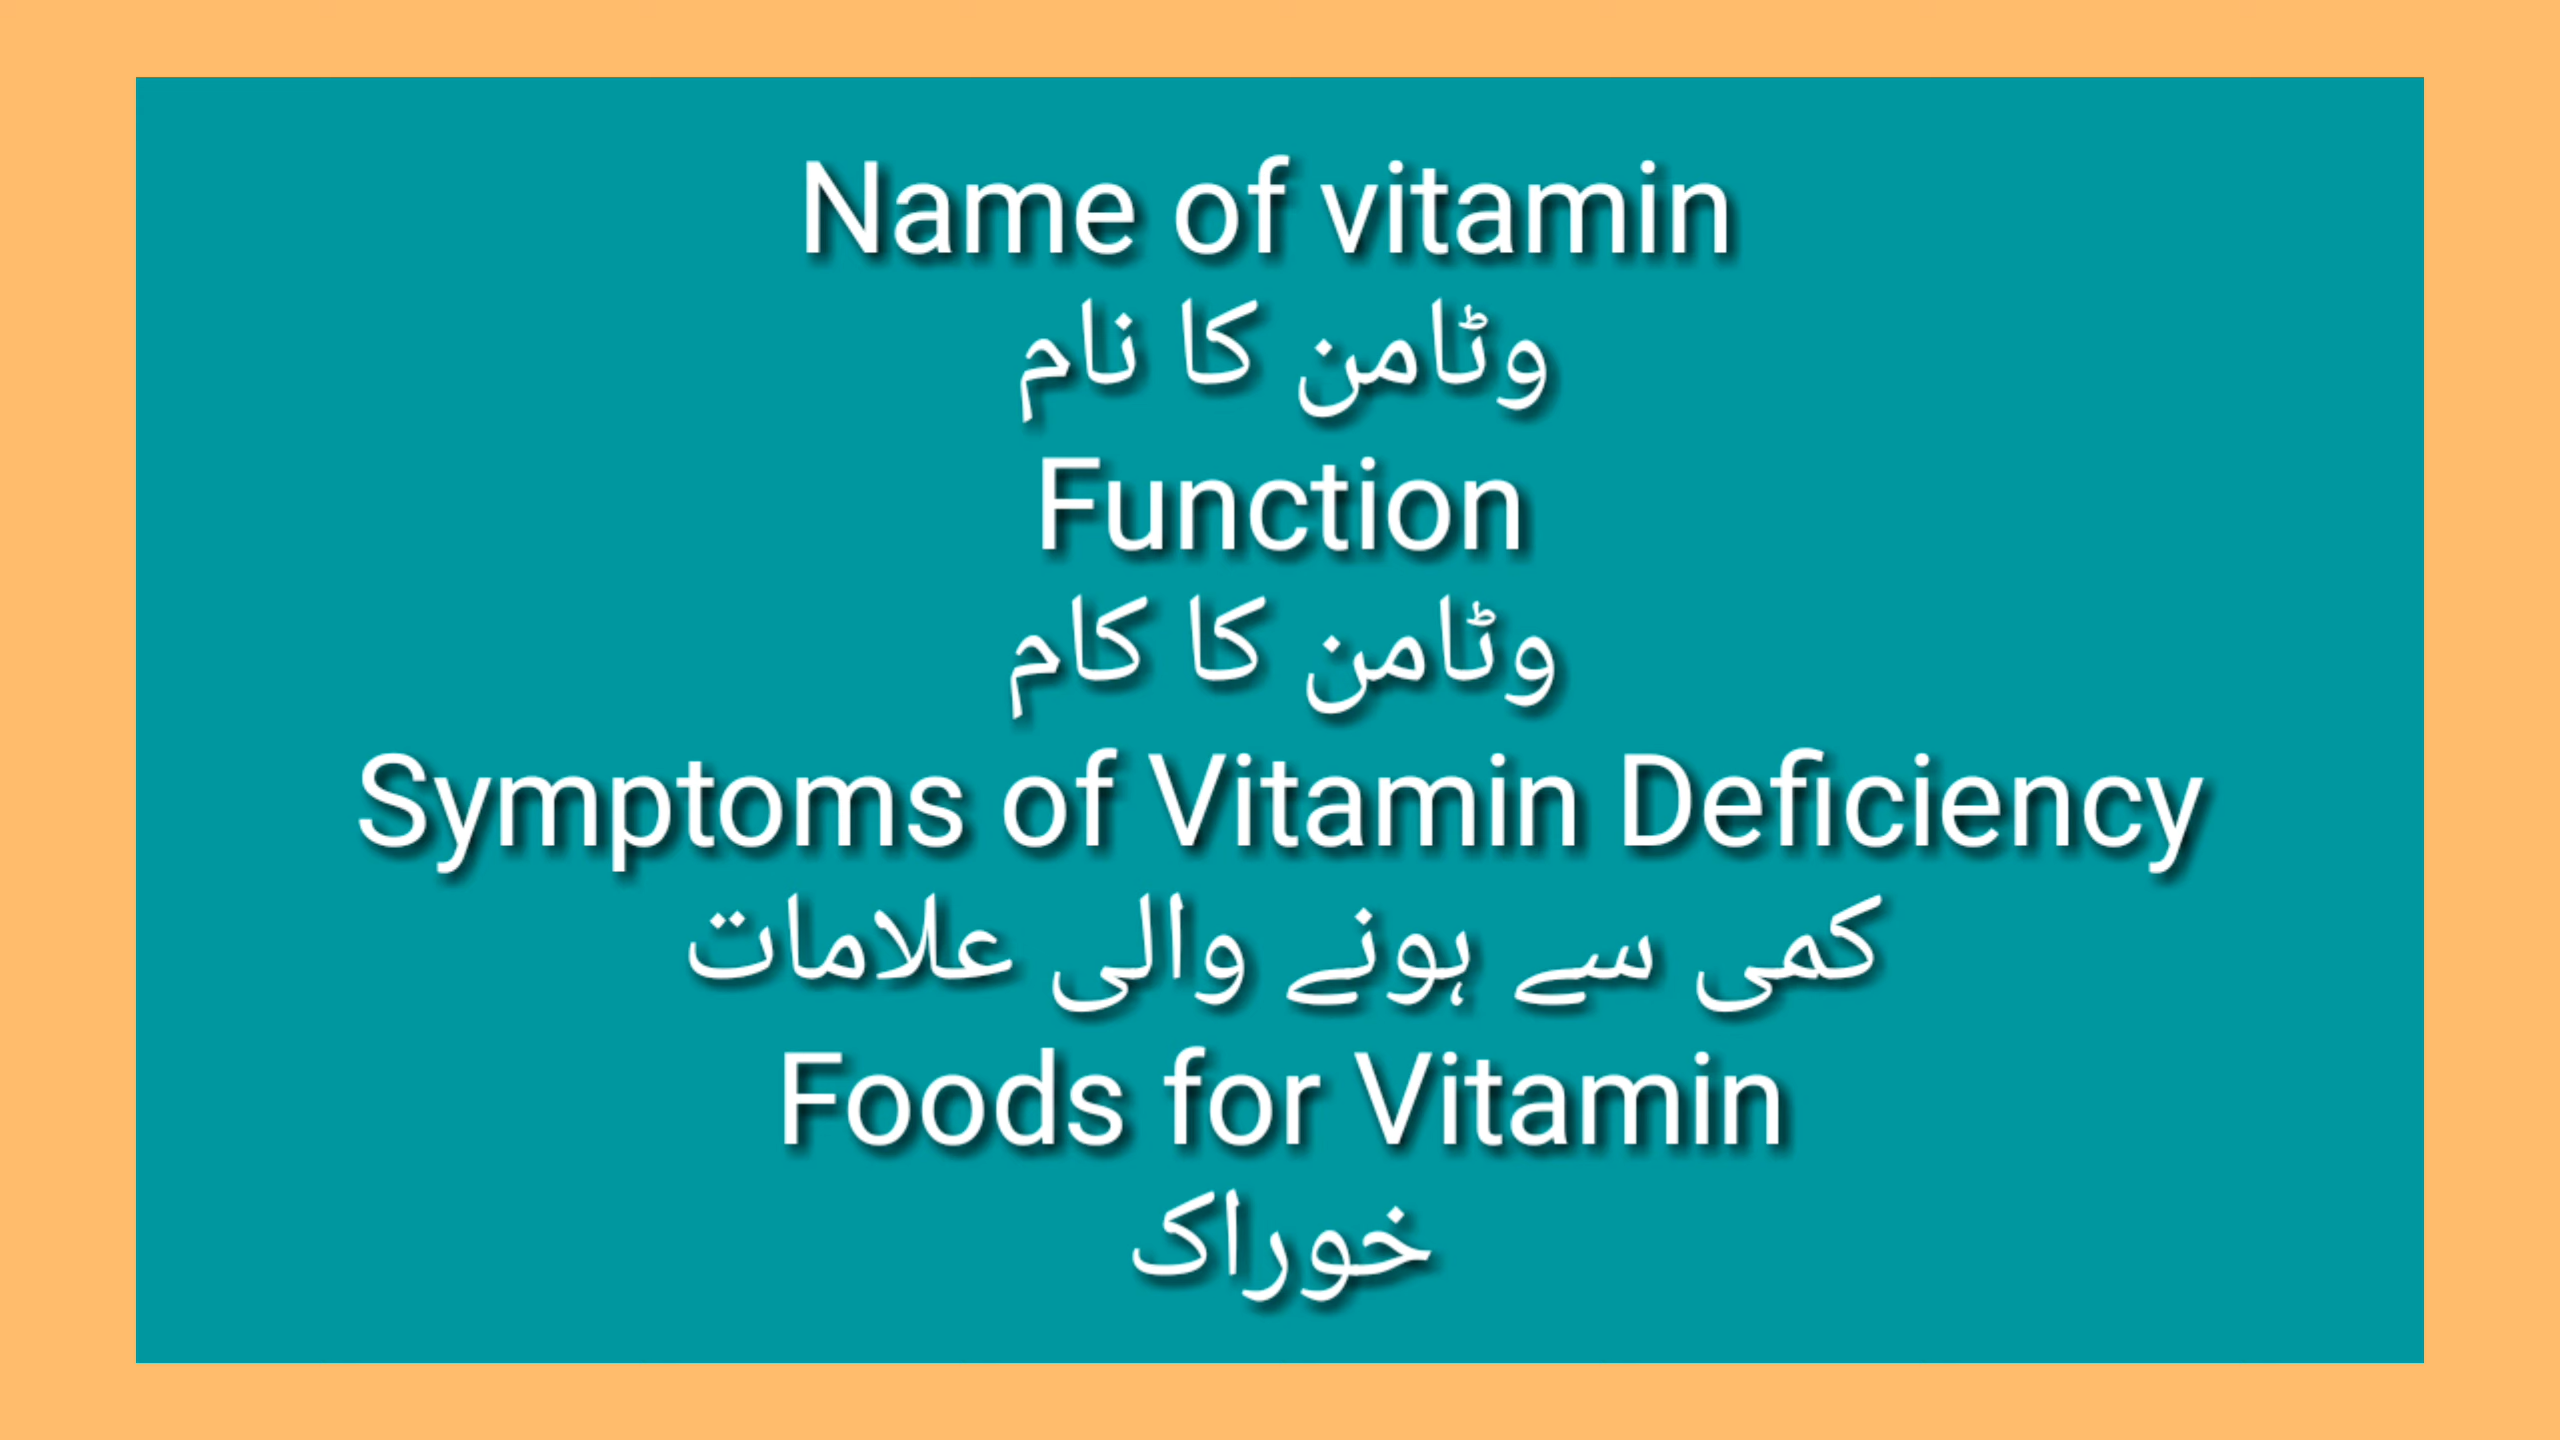 Name of vitamin
وٹامن کا نام
Function
وٹامن کا کام
Symptoms of Vitamin Deficiency
کمی سے ہونے والی علامات
Foods for Vitamin
خوراک